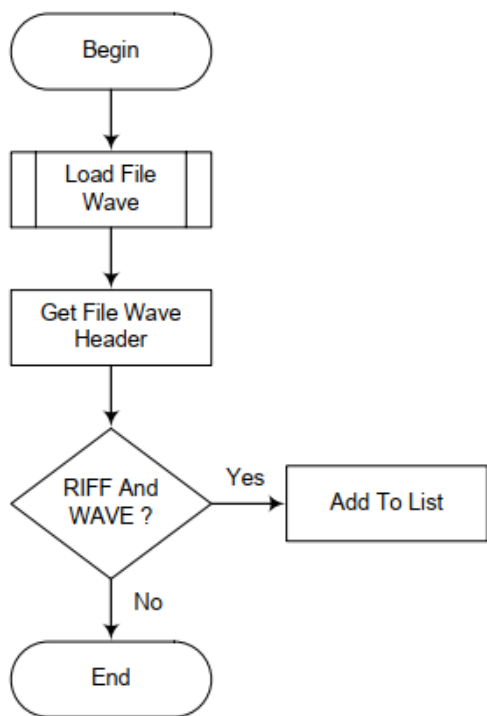 Begin
Load File
Wave
Get File Wave
Header
RIFF And
WAVE ?
Yes
Add To List
No
End